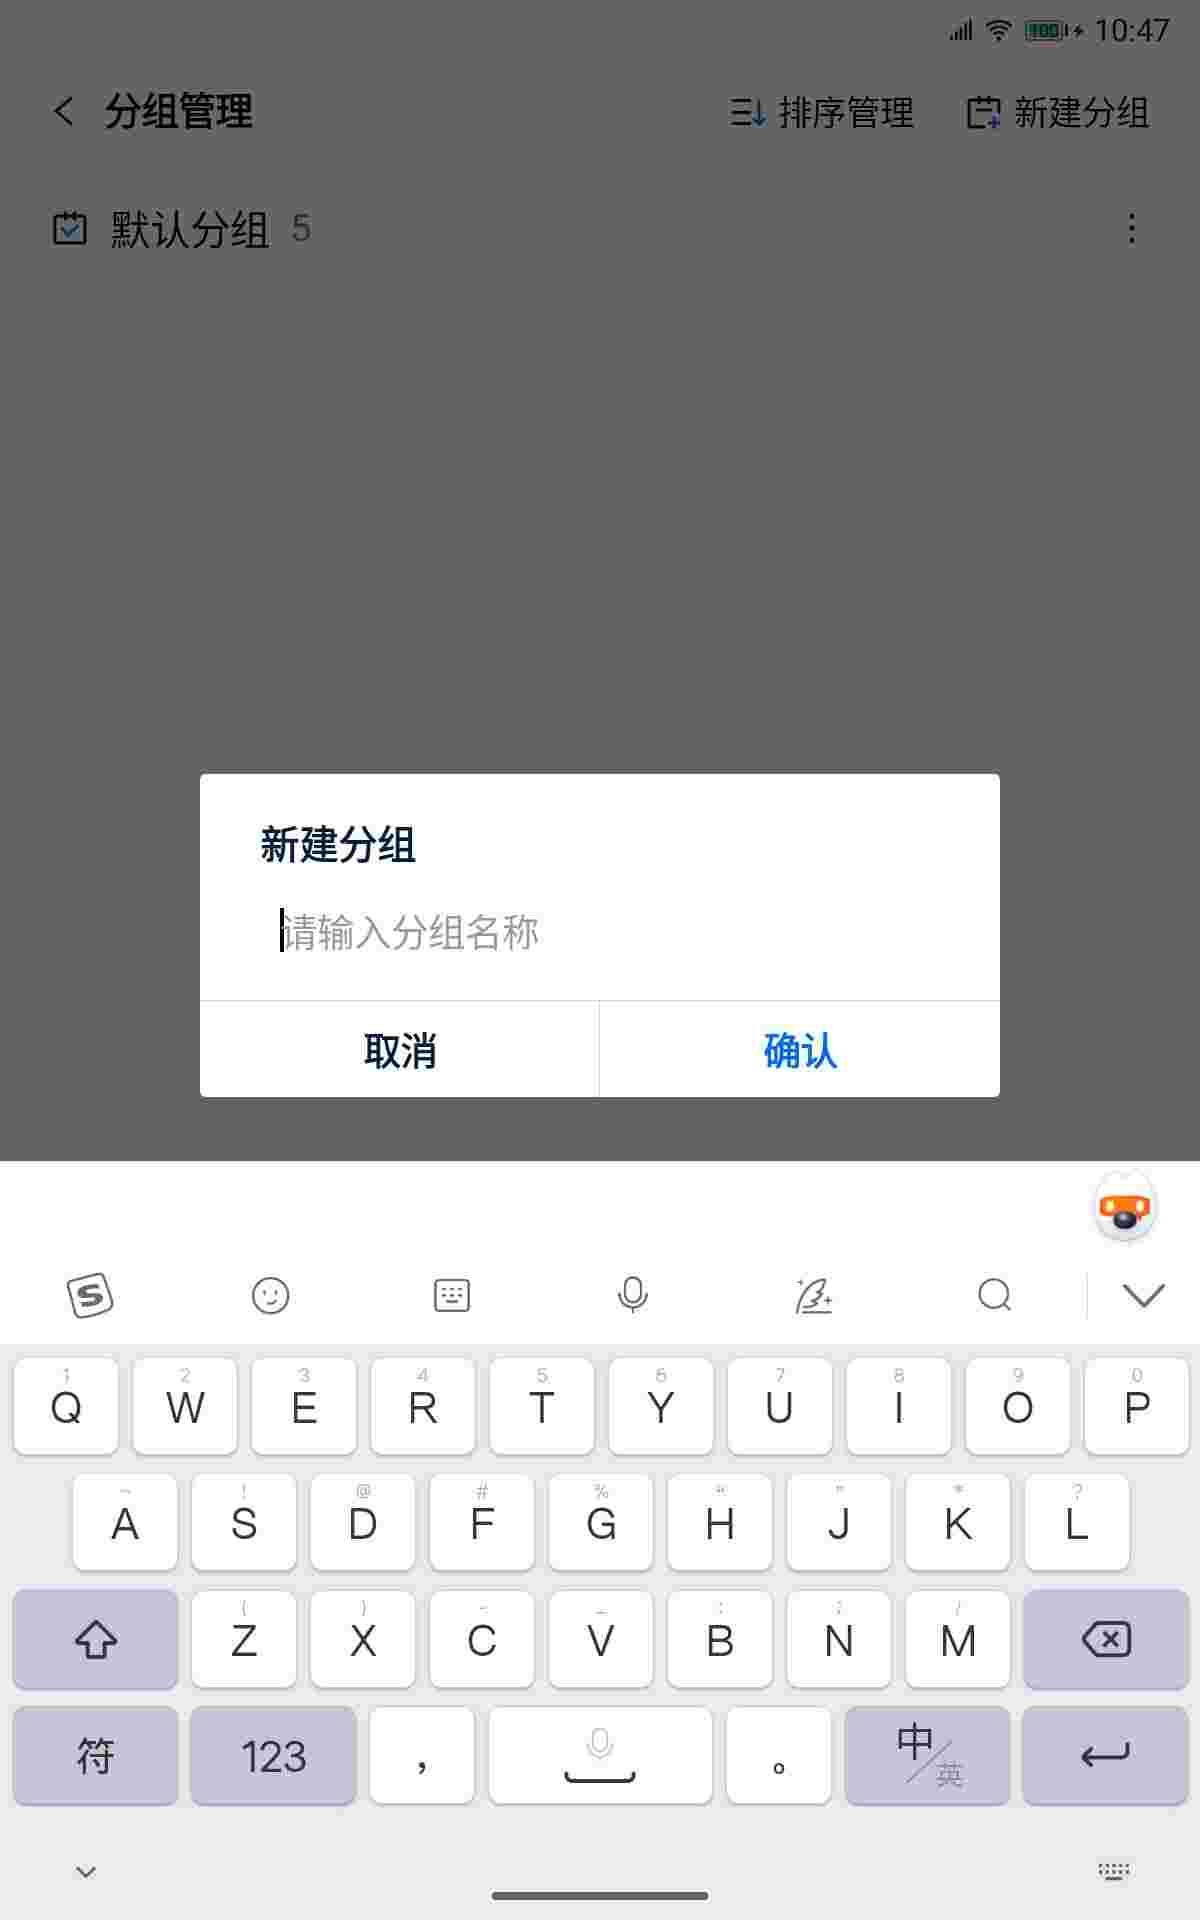 10:47
分组管理 排序管理 新建分组
默认分组 5
新建分组
请输入分组名称
取消 确认
1 2 3 4 5 6 7 8 9 0
Q W E R T Y U I O P
~ ! @ # % “ ” * ?
A S D F G H J K L
( ) - _ : ; /
Z X C V B N M
符 123 ， 。 中/英